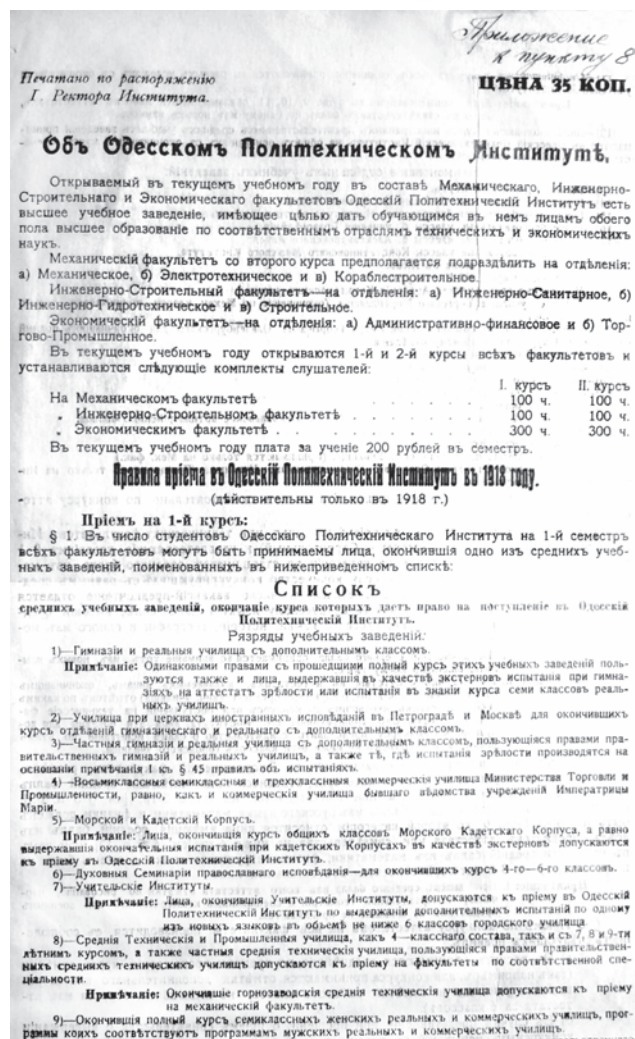 Приложение
к пункту 8
Печатано по распоряженію
Г. Ректора Института.
ЦѢНА 35 КОП.
Объ Одесскомъ Политехническомъ Институтѣ,
Открываемый въ текущемъ учебномъ году въ составѣ Механическаго, Инженерно-
Строительнаго и Экономическаго факультетовъ Одесскій Политехническій Институтъ есть
высшее учебное заведеніе, имѣющее цѣлью дать обучающимся въ немъ лицамъ обоего
пола высшее образованіе по соотвѣтственнымъ отраслямъ техническихъ и экономическихъ
наукъ.
Механическій факультетъ со второго курса предполагается подраздѣлить на отдѣленія:
а) Механическое, б) Электротехническое и в) Кораблестроительное.
Инженерно-Строительный факультетъ—на отдѣленія: а) Инженерно-Санитарное, б)
Инженерно-Гидротехническое и в) Строительное.
Экономическій факультетъ—на отдѣленія: а) Административно-финансовое и б) Тор-
гово-Промышленное.
Въ текущемъ учебномъ году открываются 1-й и 2-й курсы всѣхъ факультетовъ и
устанавливаются слѣдующіе комплекты слушателей:
I. курсъ II. курсъ
На Механическомъ факультетѣ . . . . . . . 100 ч. 100 ч.
„ Инженерно-Строительномъ факультетѣ . . . . 100 ч. 100 ч.
„ Экономическимъ факультетѣ . . . . . . . 300 ч. 300 ч.
Въ текущемъ учебномъ году плата за ученіе 200 рублей въ семестръ.
Правила пріема въ Одесскій Политехническій Институтъ въ 1918 году.
(дѣйствительны только въ 1918 г.)
Пріемъ на 1-й курсъ:
§ 1. Въ число студентовъ Одесскаго Политехническаго Института на 1-й семестръ
всѣхъ факультетовъ могутъ быть принимаемы лица, окончившія одно изъ среднихъ учеб-
ныхъ заведеній, поименованныхъ въ нижеприведенномъ спискѣ:
Списокъ
среднихъ учебныхъ заведеній, окончаніе курса которыхъ даетъ право на поступленіе въ Одесскій
Политехническій Институтъ.
Разряды учебныхъ заведеній:
1)—Гимназіи и реальныя училища съ дополнительнымъ классомъ.
Примѣчаніе: Одинаковыми правами съ прошедшими полный курсъ этихъ учебныхъ заведеній поль-
зуются также и лица, выдержавшія въ качествѣ экстерновъ испытанія при гимна-
зіяхъ на аттестатъ зрѣлости или испытанія въ знаніи курса семи классовъ реаль-
ныхъ училищъ.
2)—Училища при церквахъ иностранныхъ исповѣданій въ Петроградѣ и Москвѣ для окончившихъ
курсъ отдѣленій гимназическаго и реальнаго съ дополнительнымъ классомъ.
3)—Частныя гимназіи и реальныя училища съ дополнительнымъ классомъ, пользующіяся правами пра-
вительственныхъ гимназій и реальныхъ училищъ, а также тѣ, гдѣ испытанія зрѣлости производятся на
основаніи примѣчанія I къ § 45 правилъ объ испытаніяхъ.
4)—Восьмиклассныя семиклассныя и трехклассныя коммерческія училища Министерства Торговли и
Промышленности, равно, какъ и коммерческія училища бывшаго вѣдомства учрежденій Императрицы
Маріи.
5)—Морской и Кадетскій Корпусъ.
Примѣчаніе: Лица, окончившія курсъ общихъ классовъ Морского Кадетскаго Корпуса, а равно
выдержавшія окончательныя испытанія при кадетскихъ Корпусахъ въ качествѣ экстерновъ допускаются
къ пріему въ Одесскій Политехническій Институтъ.
6)—Духовныя Семинаріи православнаго исповѣданія—для окончившихъ курсъ 4-го—6-го классовъ.
7)—Учительскіе Институты.
Примѣчаніе: Лица, окончившія Учительскіе Институты, допускаются къ пріему въ Одесскій
Политехническій Институтъ по выдержаніи дополнительныхъ испытаній по одному
изъ новыхъ языковъ въ объемѣ не ниже 6 классовъ городского училища
8)—Среднія Техническія и Промышленныя училища, какъ 4—класснаго состава, такъ и съ 7, 8 и 9-ти
лѣтнимъ курсомъ, а также частныя среднія техническія училища, пользующіяся правами правительствен-
ныхъ среднихъ техническихъ училищъ допускаются къ пріему на факультеты по соотвѣтственной спе-
ціальности.
Примѣчаніе: Окончившіе горнозаводскія среднія техническія училища допускаются къ пріему
на механическій факультетъ.
9)—Окончившія полный курсъ семиклассныхъ женскихъ реальныхъ и коммерческихъ училищъ, прог-
раммы коихъ соотвѣтствуютъ программамъ мужскихъ реальныхъ и коммерческихъ училищъ.